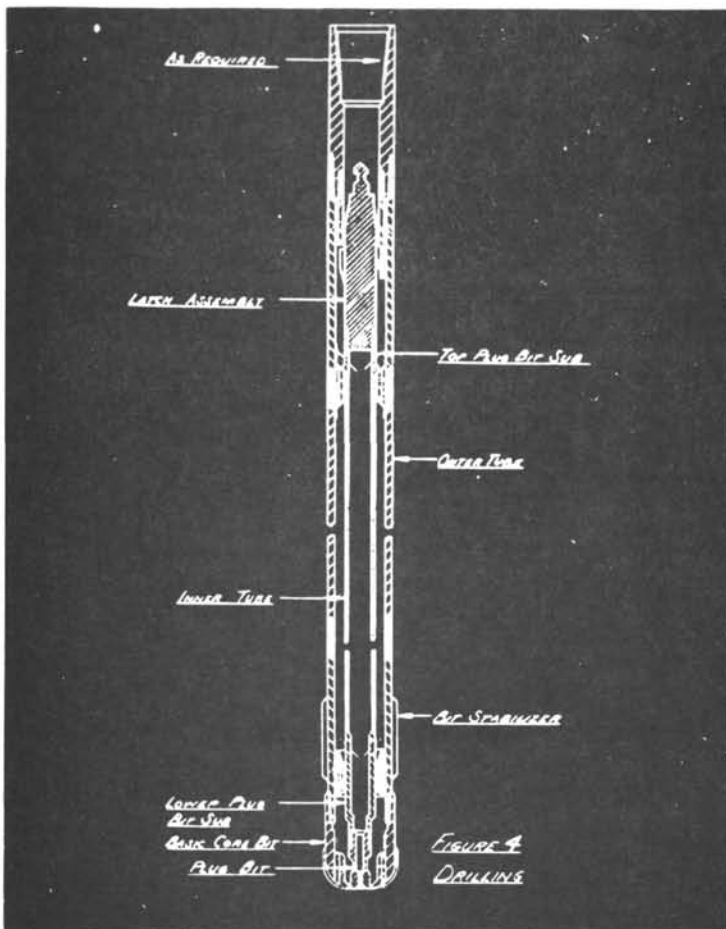 AS REQUIRED
LATCH ASSEMBLY
TOP PLUG BIT SUB
OUTER TUBE
INNER TUBE
BIT STABILIZER
LOWER PLUG
BIT SUB
BASIC CORE BIT
PLUG BIT
FIGURE 4
DRILLING